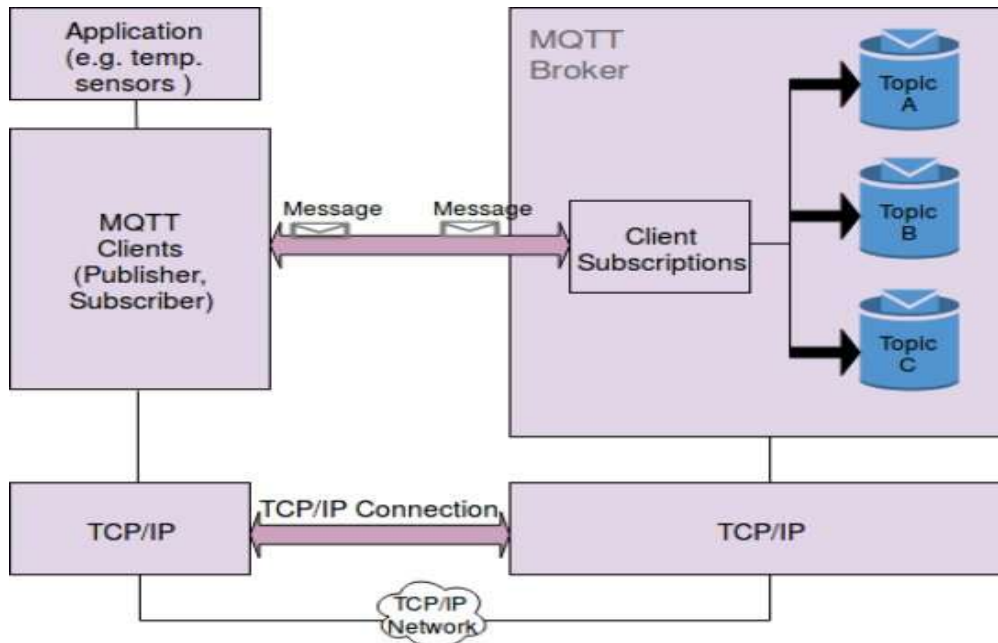 Application
(e.g. temp.
sensors )
MQTT
Broker
Topic
A
Topic
B
Topic
C
Message
Message
MQTT
Clients
(Publisher,
Subscriber)
Client
Subscriptions
TCP/IP
TCP/IP Connection
TCP/IP
TCP/IP
Network